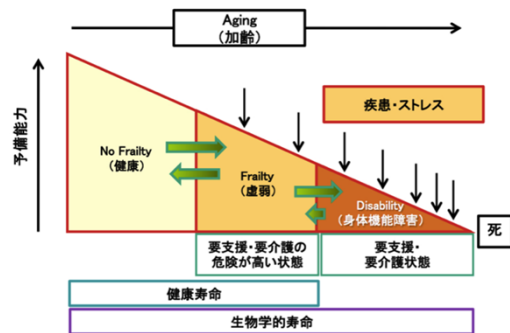 Aging
(加齢)
予備能力
疾患・ストレス
No Frailty
(健康)
Frailty
(虚弱)
Disability
(身体機能障害)
死
要支援・要介護の
危険が高い状態
要支援・
要介護状態
健康寿命
生物学的寿命